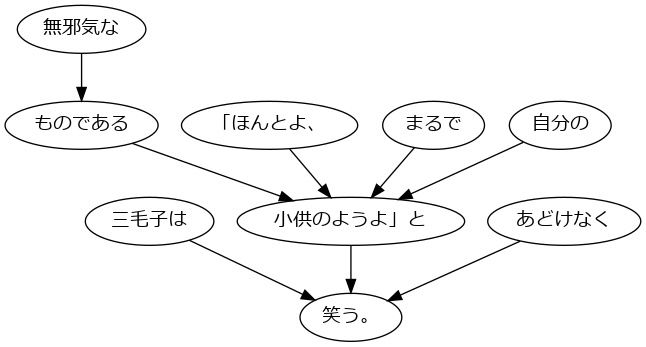 無邪気な
ものである
「ほんとよ、
まるで
自分の
三毛子は
小供のようよ」と
あどけなく
笑う。